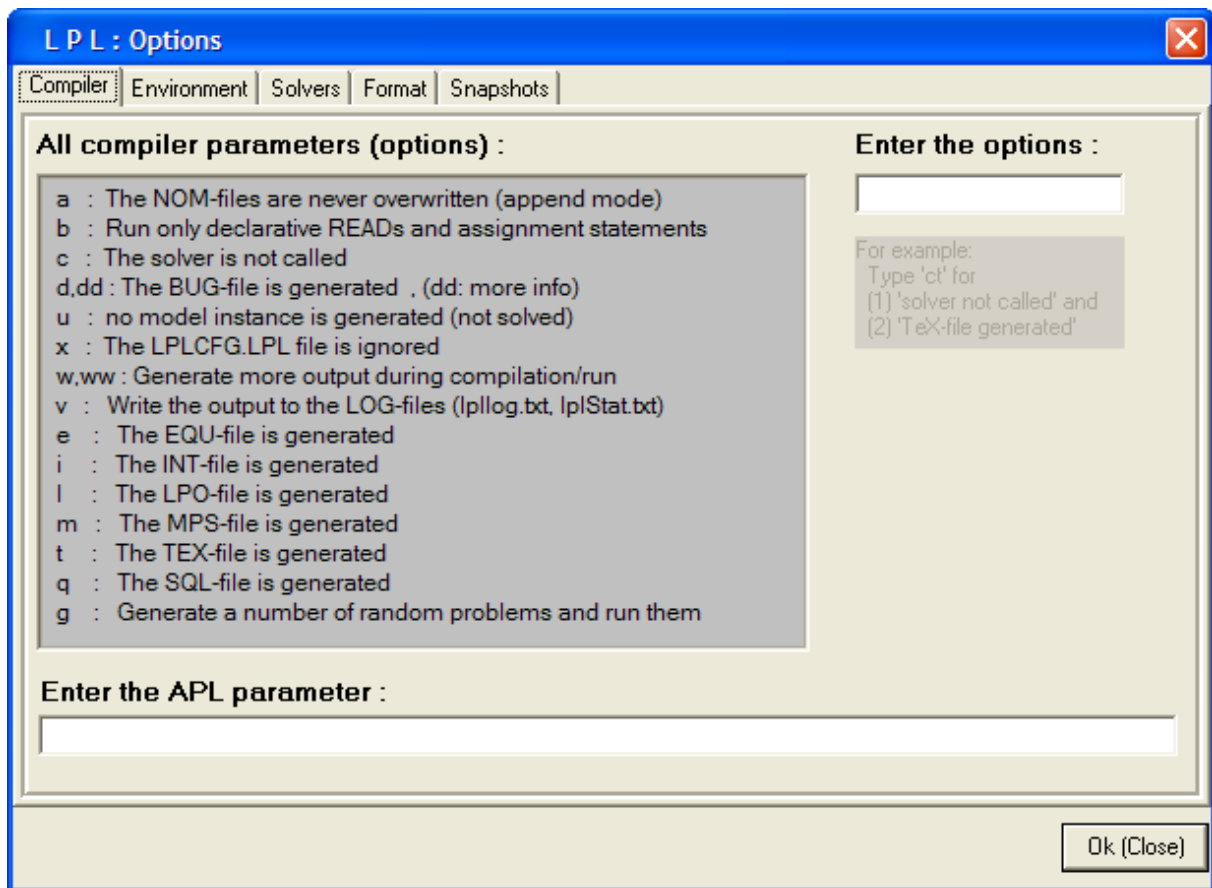 L P L : Options
Compiler Environment Solvers Format Snapshots
All compiler parameters (options) :
a : The NOM-files are never overwritten (append mode)
b : Run only declarative READs and assignment statements
c : The solver is not called
d,dd : The BUG-file is generated , (dd: more info)
u : no model instance is generated (not solved)
x : The LPLCFG.LPL file is ignored
w,ww : Generate more output during compilation/run
v : Write the output to the LOG-files (lpllog.txt, lplStat.txt)
e : The EQU-file is generated
i : The INT-file is generated
l : The LPO-file is generated
m : The MPS-file is generated
t : The TEX-file is generated
q : The SQL-file is generated
g : Generate a number of random problems and run them
Enter the options :
For example:
Type 'ct' for
(1) 'solver not called' and
(2) 'TeX-file generated'
Enter the APL parameter :
Ok (Close)